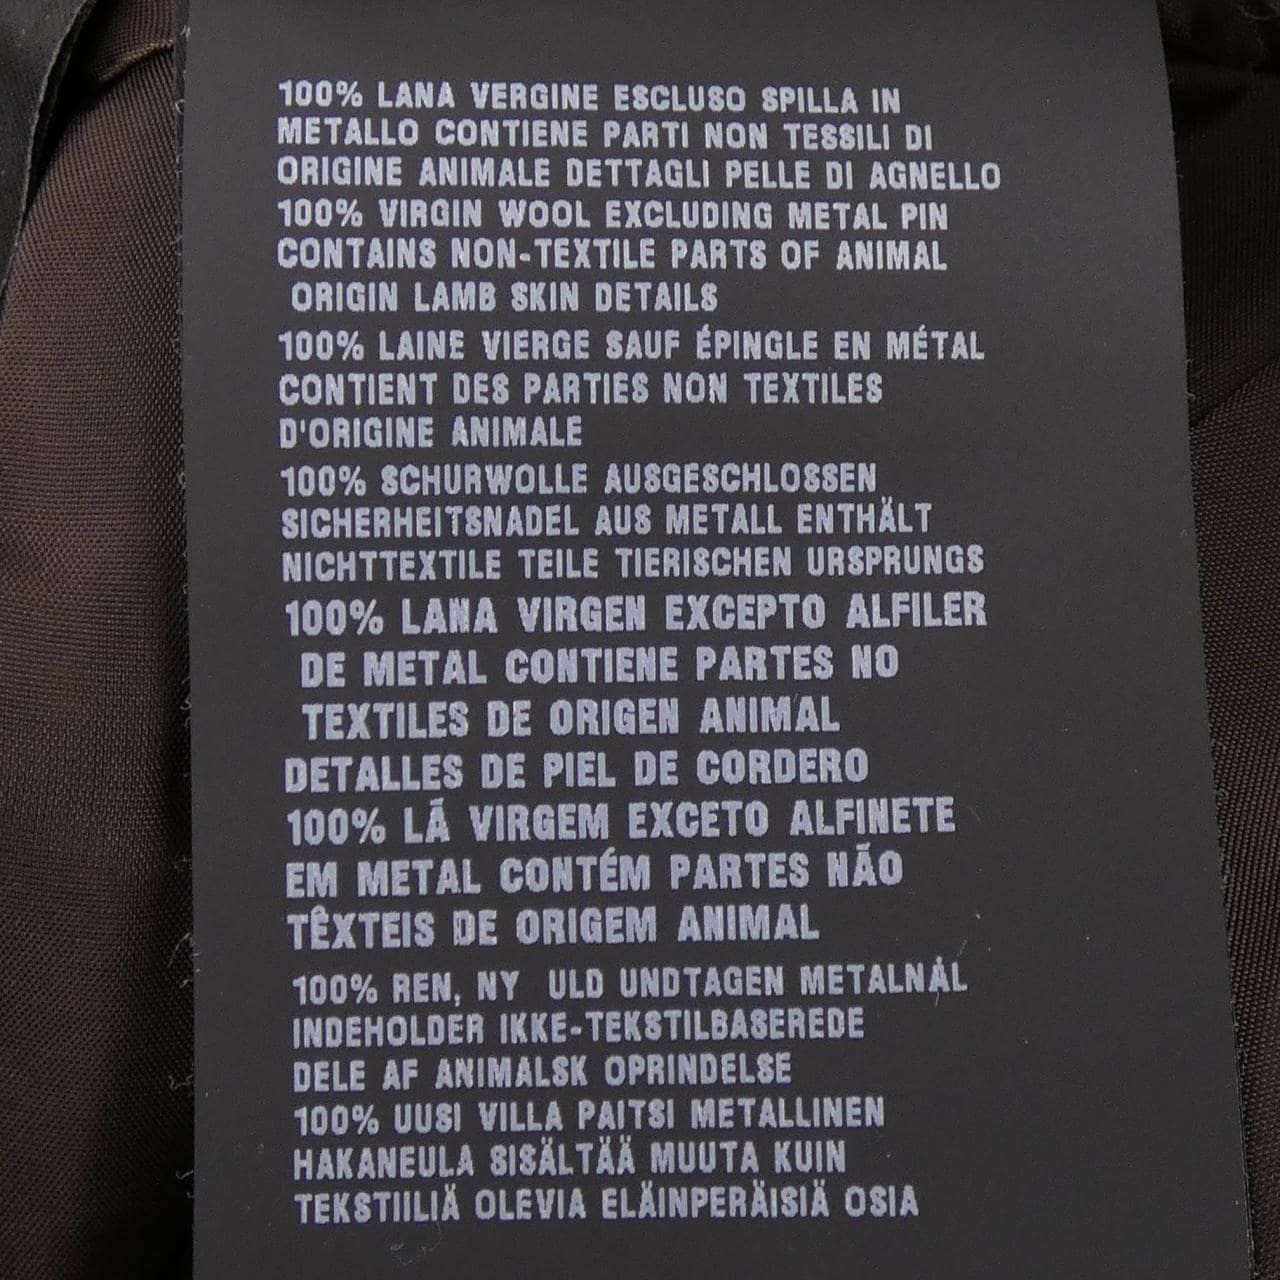 100% LANA VERGINE ESCLUSO SPILLA IN
METALLO CONTIENE PARTI NON TESSILI DI
ORIGINE ANIMALE DETTAGLI PELLE DI AGNELLO
100% VIRGIN WOOL EXCLUDING METAL PIN
CONTAINS NON-TEXTILE PARTS OF ANIMAL
ORIGIN LAMB SKIN DETAILS
100% LAINE VIERGE SAUF ÉPINGLE EN MÉTAL
CONTIENT DES PARTIES NON TEXTILES
D'ORIGINE ANIMALE
100% SCHURWOLLE AUSGESCHLOSSEN
SICHERHEITSNADEL AUS METALL ENTHÄLT
NICHTTEXTILE TEILE TIERISCHEN URSPRUNGS
100% LANA VIRGEN EXCEPTO ALFILER
DE METAL CONTIENE PARTES NO
TEXTILES DE ORIGEN ANIMAL
DETALLES DE PIEL DE CORDERO
100% LÃ VIRGEM EXCETO ALFINETE
EM METAL CONTÉM PARTES NÃO
TÊXTEIS DE ORIGEM ANIMAL
100% REN, NY ULD UNDTAGEN METALNÅL
INDEHOLDER IKKE-TEKSTILBASEREDE
DELE AF ANIMALSK OPRINDELSE
100% UUSI VILLA PAITSI METALLINEN
HAKANEULA SISÄLTÄÄ MUUTA KUIN
TEKSTIILIÄ OLEVIA ELÄINPERÄISIÄ OSIA